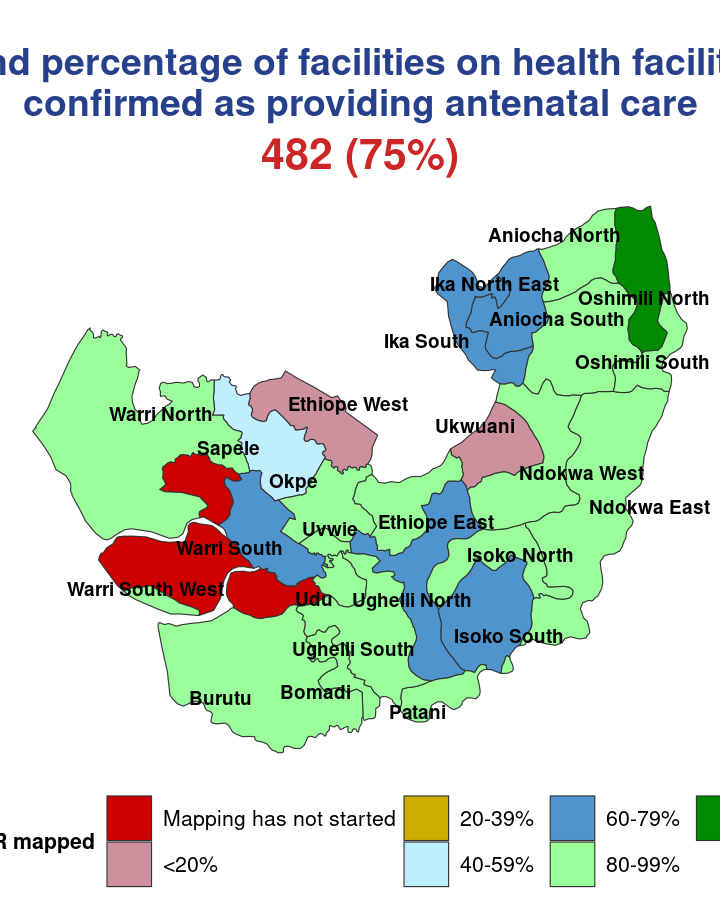 nd percentage of facilities on health facilit
confirmed as providing antenatal care
482 (75%)
Aniocha North
Ika North East
Oshimili North
Aniocha South
Ika South
Oshimili South
Ethiope West
Warri North
Ukwuani
Sapele
Ndokwa West
Okpe
Ndokwa East
Ethiope East
Uvwie
Warri South
Isoko North
Warri South West
Udu
Ughelli North
Isoko South
Ughelli South
Bomadi
Burutu
Patani
R mapped
Mapping has not started
20-39%
60-79%
<20%
40-59%
80-99%